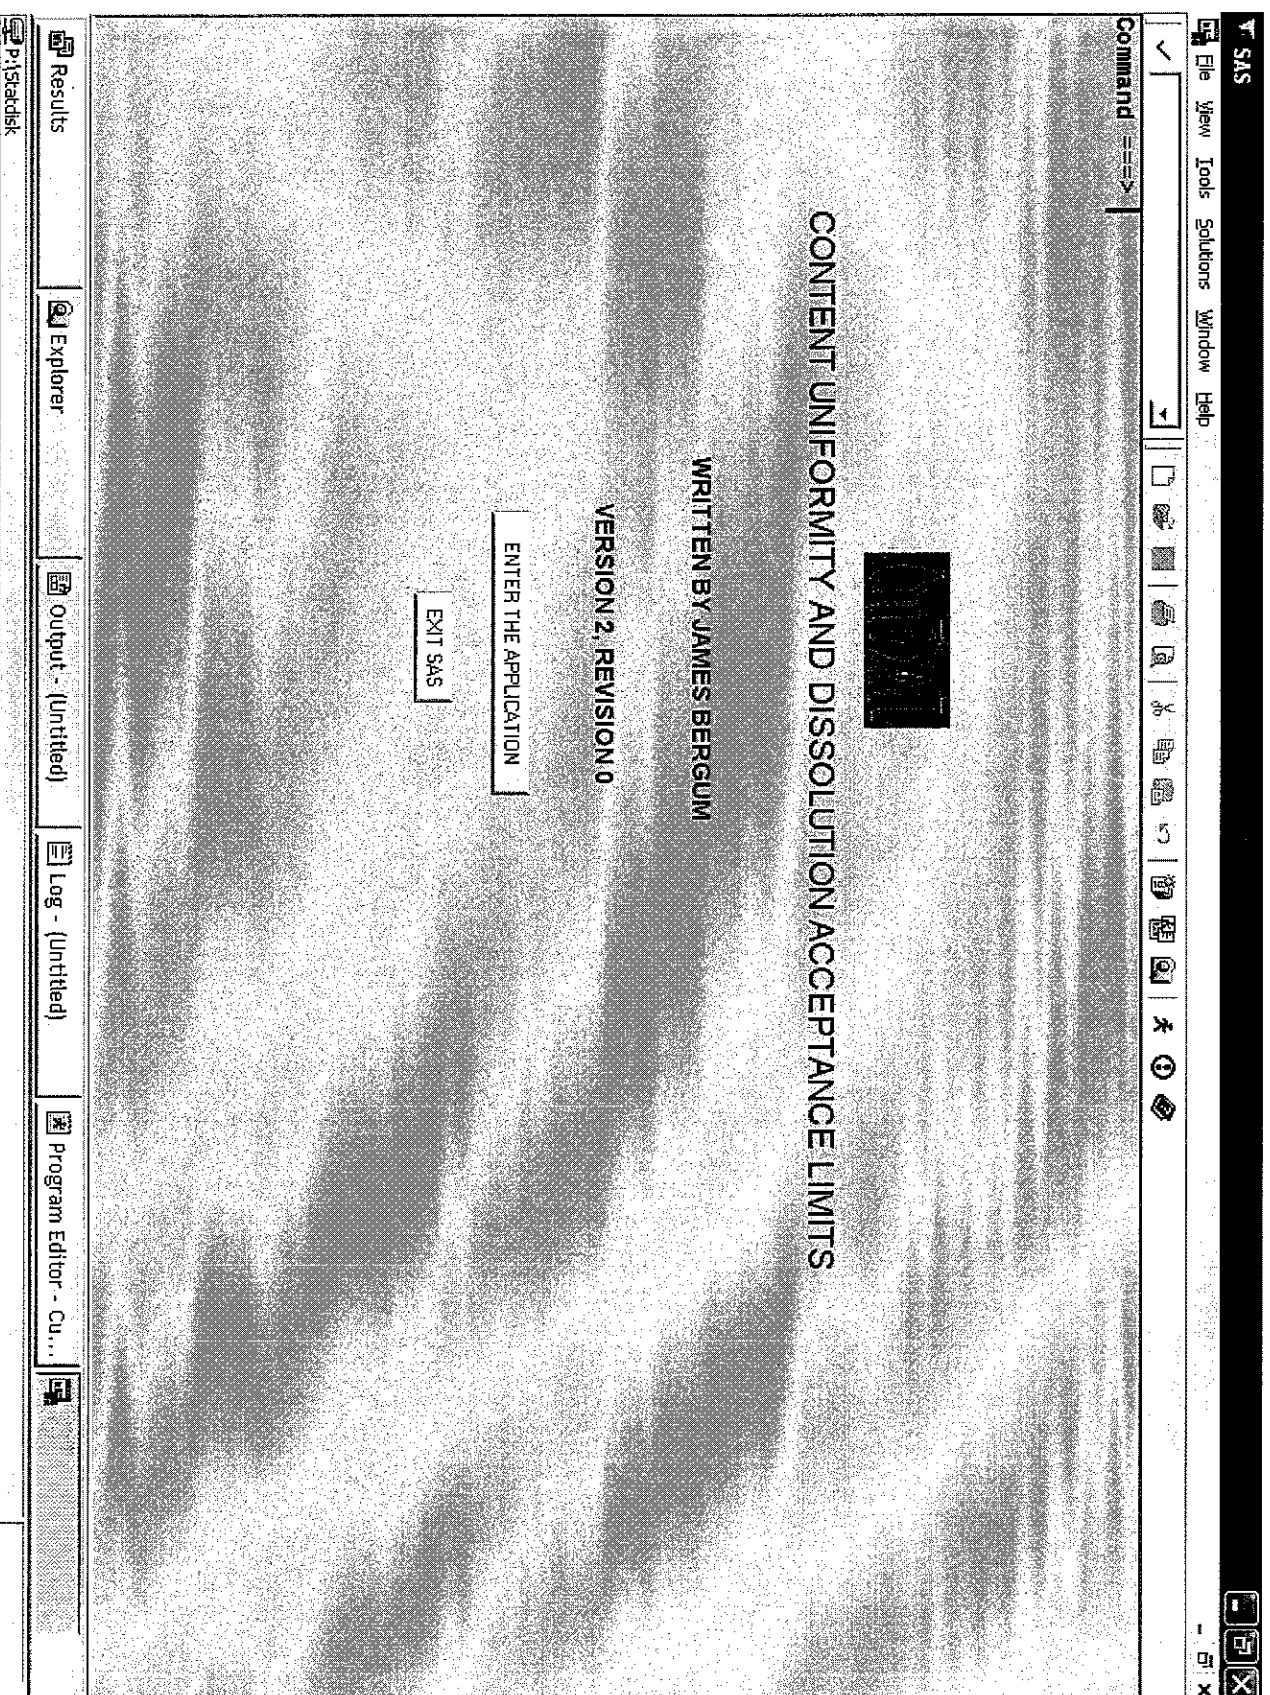 SAS
File View Tools Solutions Window Help
Command ===>
CONTENT UNIFORMITY AND DISSOLUTION ACCEPTANCE LIMITS
WRITTEN BY JAMES BERGUM
VERSION 2, REVISION 0
ENTER THE APPLICATION
EXIT SAS
Results Explorer Output - (Untitled) Log - (Untitled) Program Editor - Cu...
P:\Statdisk